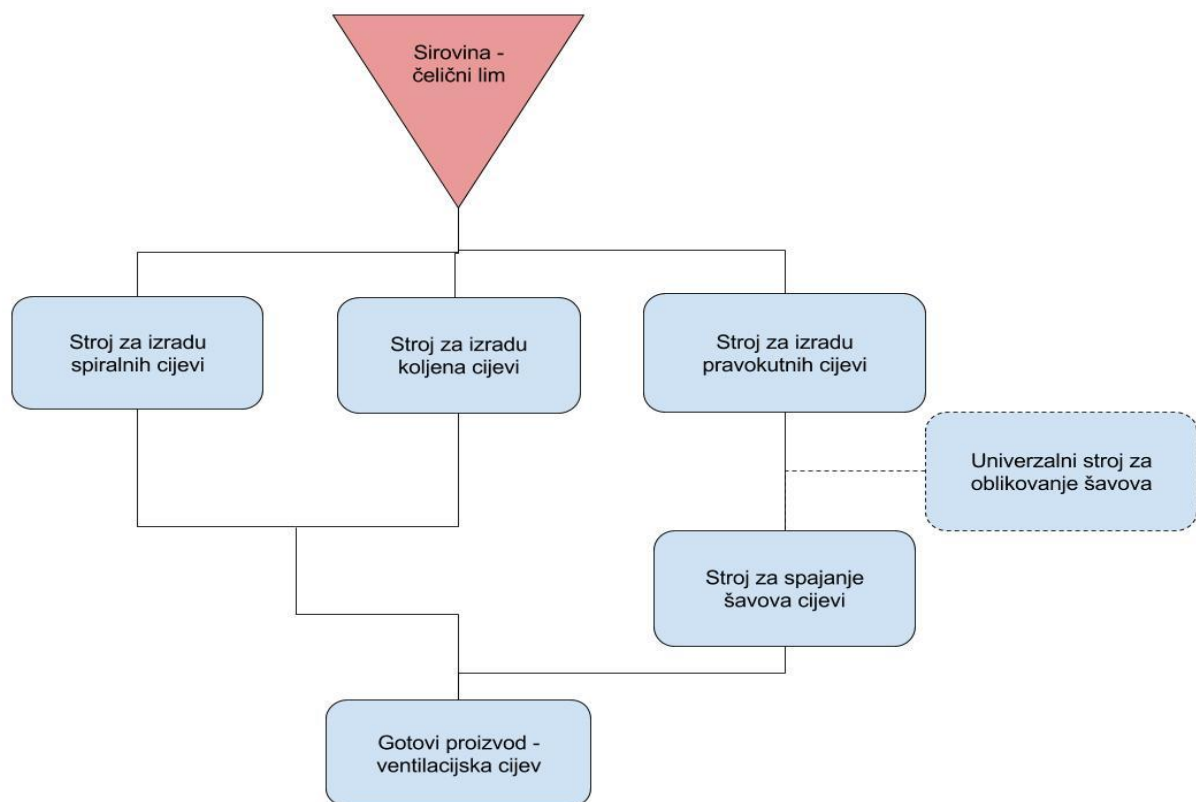 Sirovina -
čelični lim
Stroj za izradu
spiralnih cijevi
Stroj za izradu
koljena cijevi
Stroj za izradu
pravokutnih cijevi
Univerzalni stroj za
oblikovanje šavova
Stroj za spajanje
šavova cijevi
Gotovi proizvod -
ventilacijska cijev